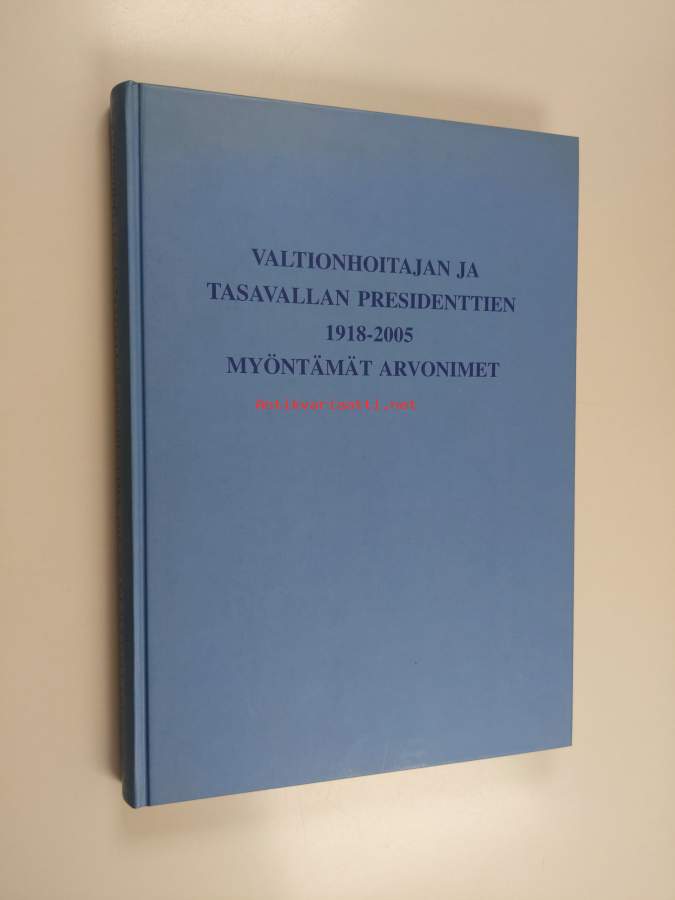 VALTIONHOITAJAN JA
TASAVALLAN PRESIDENTTIEN
1918-2005
MYÖNTÄMÄT ARVONIMET
Antikvariaatti.net